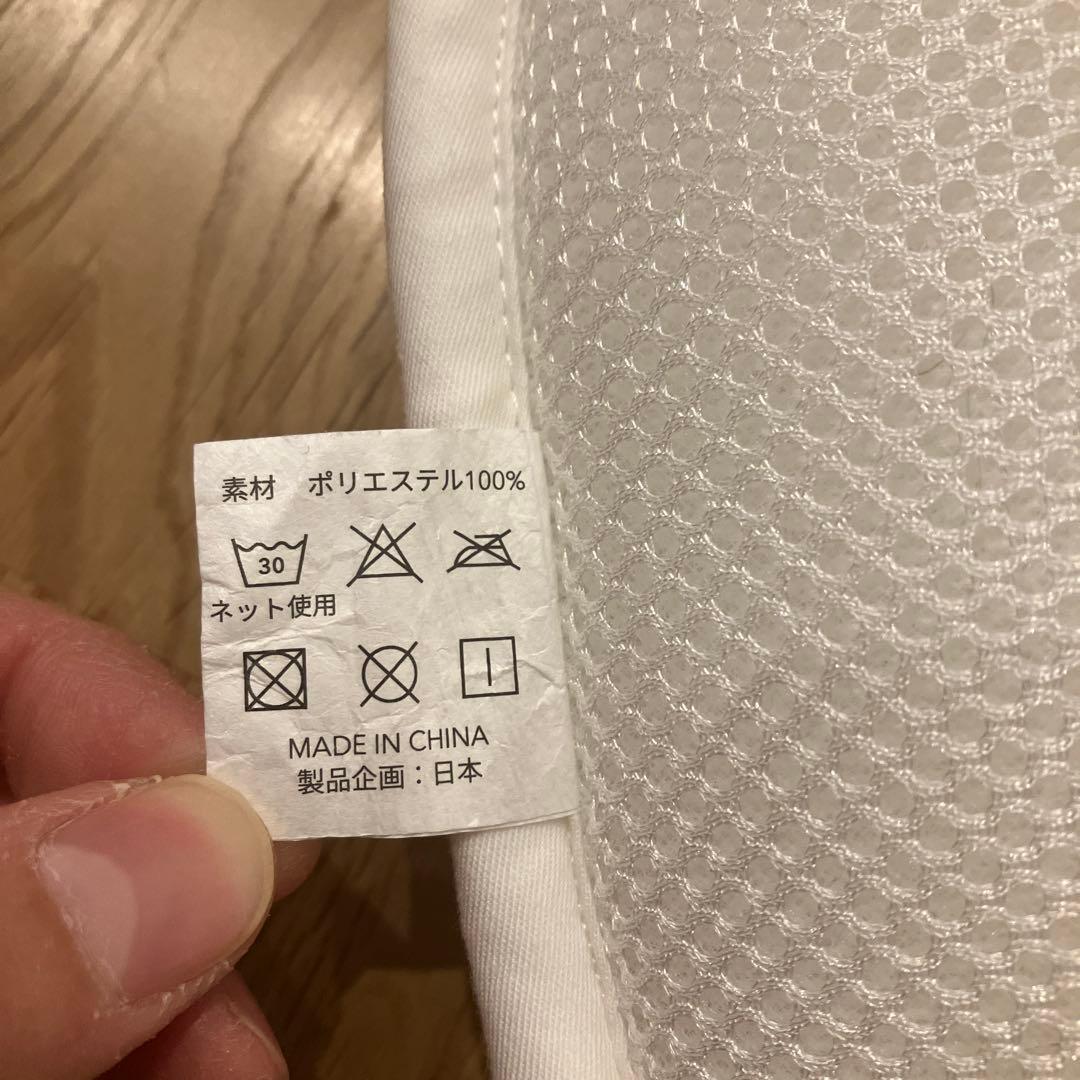 素材　ポリエステル100%
30
ネット使用
MADE IN CHINA
製品企画：日本